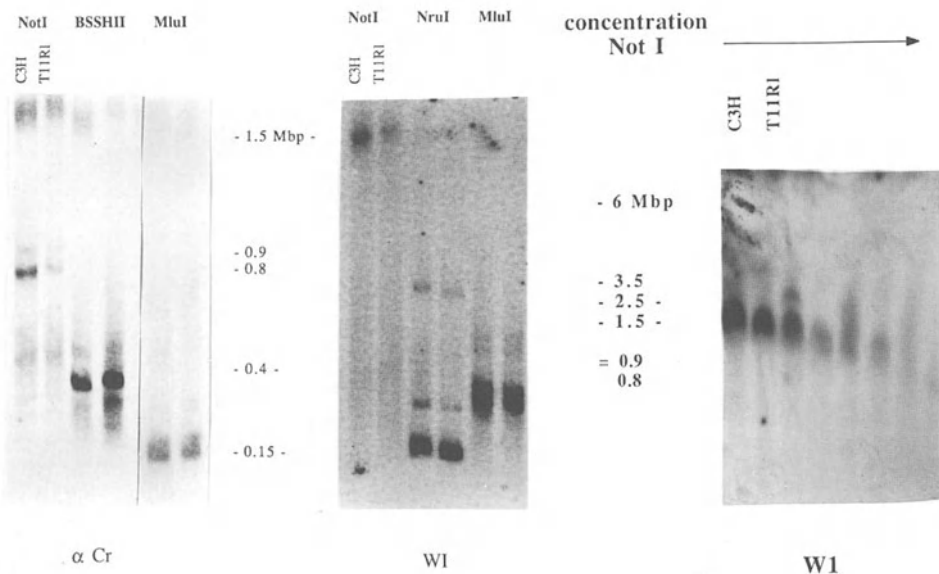 NotI BSSHII MluI
C3H
T11R1
- 1.5 Mbp -
- 0.9
- 0.8
- 0.4 -
- 0.15 -
α Cr
NotI NruI MluI
C3H
T11R1
WI
concentration
Not I
C3H
T11R1
- 6 Mbp
- 3.5
- 2.5 -
- 1.5 -
= 0.9
0.8
W1